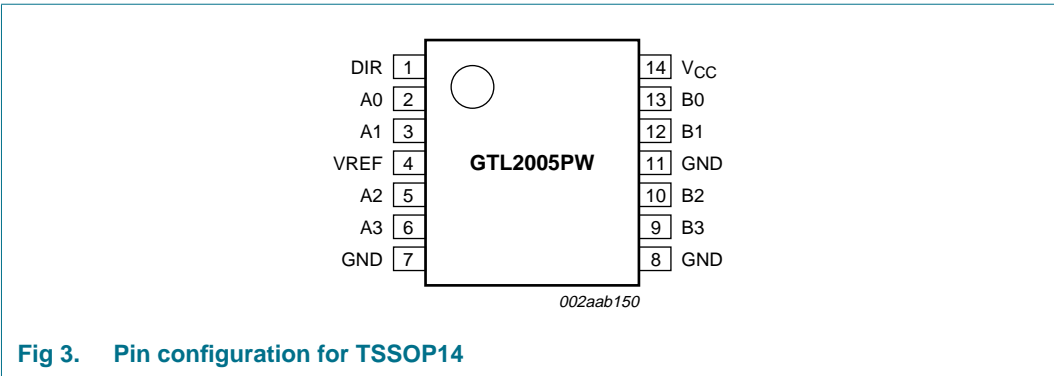 DIR 1 14 VCC
A0 2 13 B0
A1 3 12 B1
VREF 4 GTL2005PW 11 GND
A2 5 10 B2
A3 6 9 B3
GND 7 8 GND
002aab150
Fig 3. Pin configuration for TSSOP14